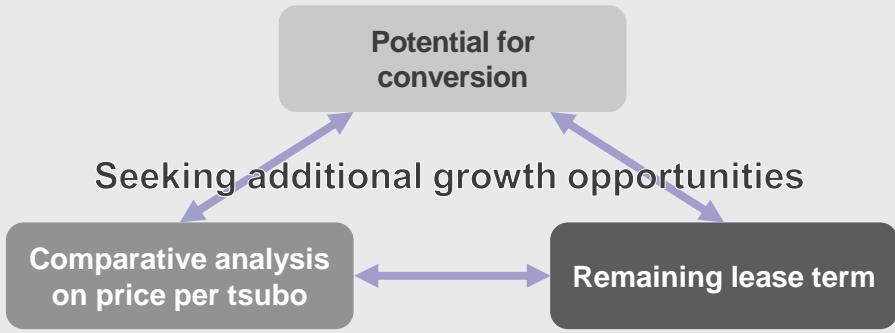 Potential for
conversion
Seeking additional growth opportunities
Comparative analysis
on price per tsubo
Remaining lease term